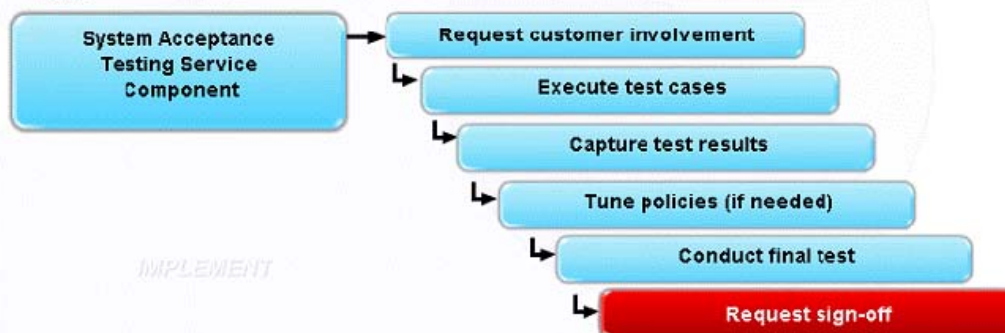 System Acceptance
Testing Service
Component
Request customer involvement
Execute test cases
Capture test results
Tune policies (if needed)
Conduct final test
IMPLEMENT
Request sign-off